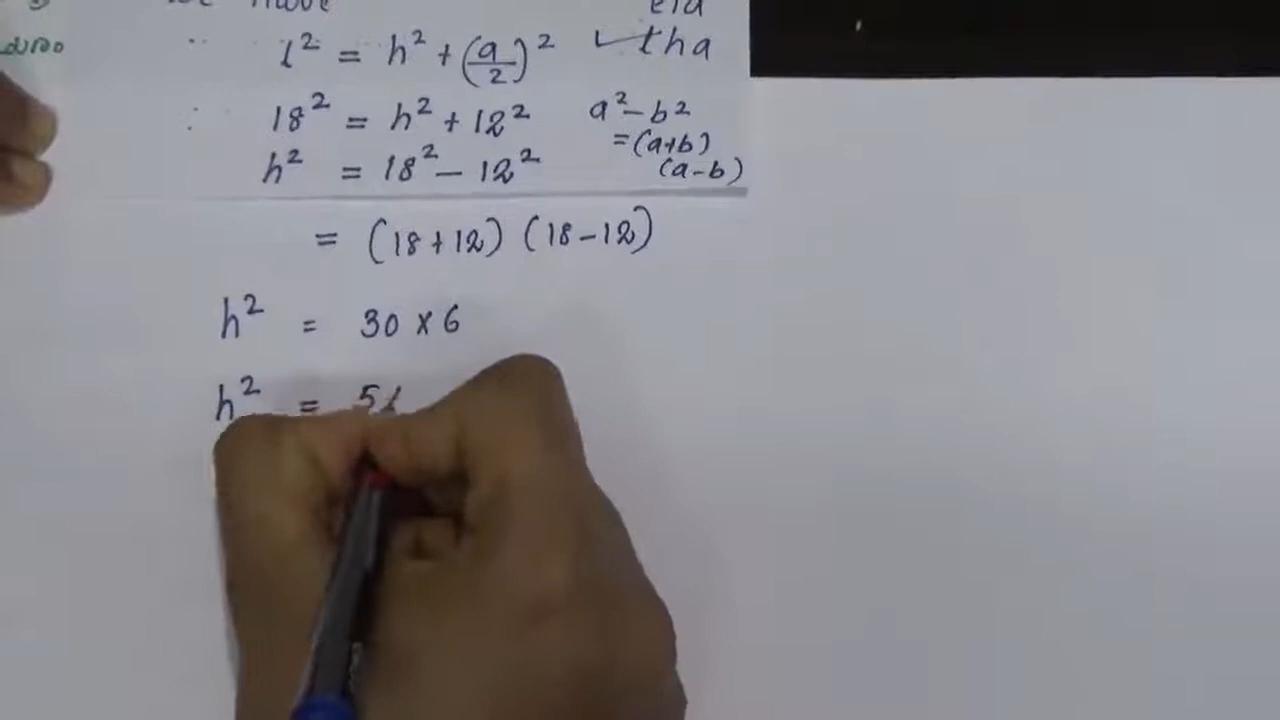 l² = h² + (a/2)² tha
18² = h² + 12² a² - b²
= (a+b)
h² = 18² - 12² (a-b)
= (18+12) (18-12)
h² = 30 × 6
h² = 5